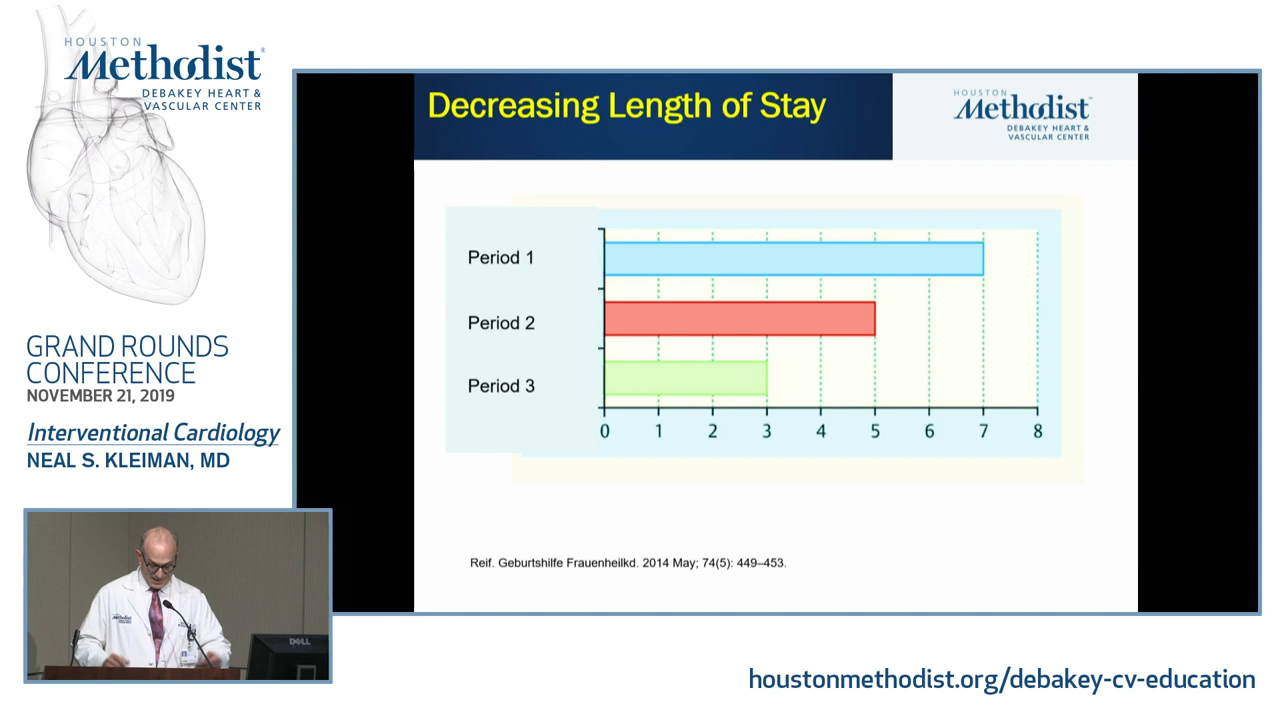 HOUSTON
Methodist
DEBAKEY HEART &
VASCULAR CENTER
GRAND ROUNDS
CONFERENCE
NOVEMBER 21, 2019
Interventional Cardiology
NEAL S. KLEIMAN, MD
Decreasing Length of Stay
HOUSTON
Methodist
DEBAKEY HEART &
VASCULAR CENTER
Period 1
Period 2
Period 3
0 1 2 3 4 5 6 7 8
Reif. Geburtshilfe Frauenheilkd. 2014 May; 74(5): 449–453.
Methodist
DELL
houstonmethodist.org/debakey-cv-education